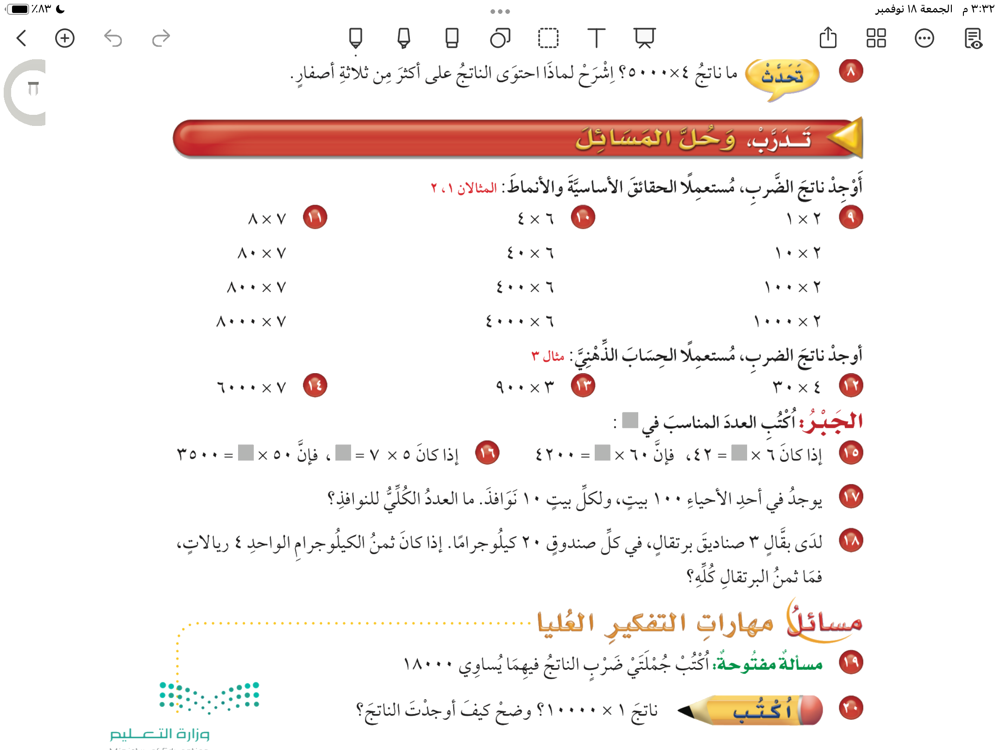 ٣:٣٢ م الجمعة ١٨ نوفمبر
٪٨٣
٨ تَحَدَّثْ ما ناتجُ ٤×٥٠٠٠؟ اِشْرَحْ لماذَا احتوَى الناتجُ على أكثرَ مِن ثلاثةِ أصفارٍ.
تَـدَرَّبْ، وَحُلَّ المَسَائِلَ
أَوْجِدْ ناتجَ الضَّربِ، مُستعمِلًا الحقائقَ الأساسيَّةَ والأنماطَ: المثالان ١، ٢
٩ ٢ × ١ ١٠ ٦ × ٤ ١١ ٧ × ٨
٢ × ١٠ ٦ × ٤٠ ٧ × ٨٠
٢ × ١٠٠ ٦ × ٤٠٠ ٧ × ٨٠٠
٢ × ١٠٠٠ ٦ × ٤٠٠٠ ٧ × ٨٠٠٠
أوجدْ ناتجَ الضربِ، مُستعمِلًا الحِسَابَ الذِّهْنِيَّ: مثال ٣
١٢ ٤ × ٣٠ ١٣ ٣ × ٩٠٠ ١٤ ٧ × ٦٠٠٠
الجَبْرُ: اُكْتُبِ العددَ المناسبَ في ■ :
١٥ إذا كانَ ٦ × ■ = ٤٢، فإنَّ ٦٠ × ■ = ٤٢٠٠ ١٦ إذا كانَ ٥ × ٧ = ■ ، فإنَّ ٥٠ × ■ = ٣٥٠٠
١٧ يوجدُ في أحدِ الأحياءِ ١٠٠ بيتٍ، ولكلِّ بيتٍ ١٠ نَوَافذَ. ما العددُ الكُلِّيُّ للنوافذِ؟
١٨ لدَى بقَّالٍ ٣ صناديقَ برتقالٍ، في كلِّ صندوقٍ ٢٠ كيلُوجرامًا. إذا كانَ ثمنُ الكيلُوجرامِ الواحدِ ٤ ريالاتٍ،
فمَا ثمنُ البرتقالِ كُلِّهِ؟
مسائلُ مهاراتِ التفكيرِ العُليا
١٩ مسألةٌ مفتُوحةٌ: اُكْتُبْ جُمْلَتَيْ ضَرْبٍ الناتجُ فيهِمَا يُساوِي ١٨٠٠٠
٢٠ اُكْتُب ناتجَ ١ × ١٠٠٠٠؟ وضحْ كيفَ أوجدْتَ الناتجَ؟
وزارة التعليم
Ministry of Education